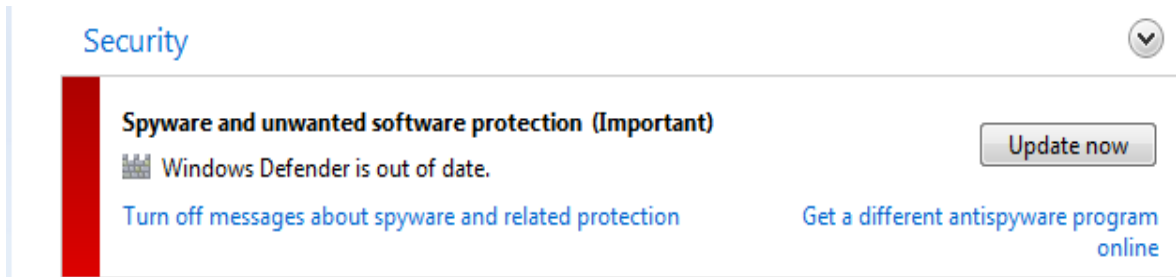 Security
Spyware and unwanted software protection (Important)
Update now
Windows Defender is out of date.
Turn off messages about spyware and related protection
Get a different antispyware program
online